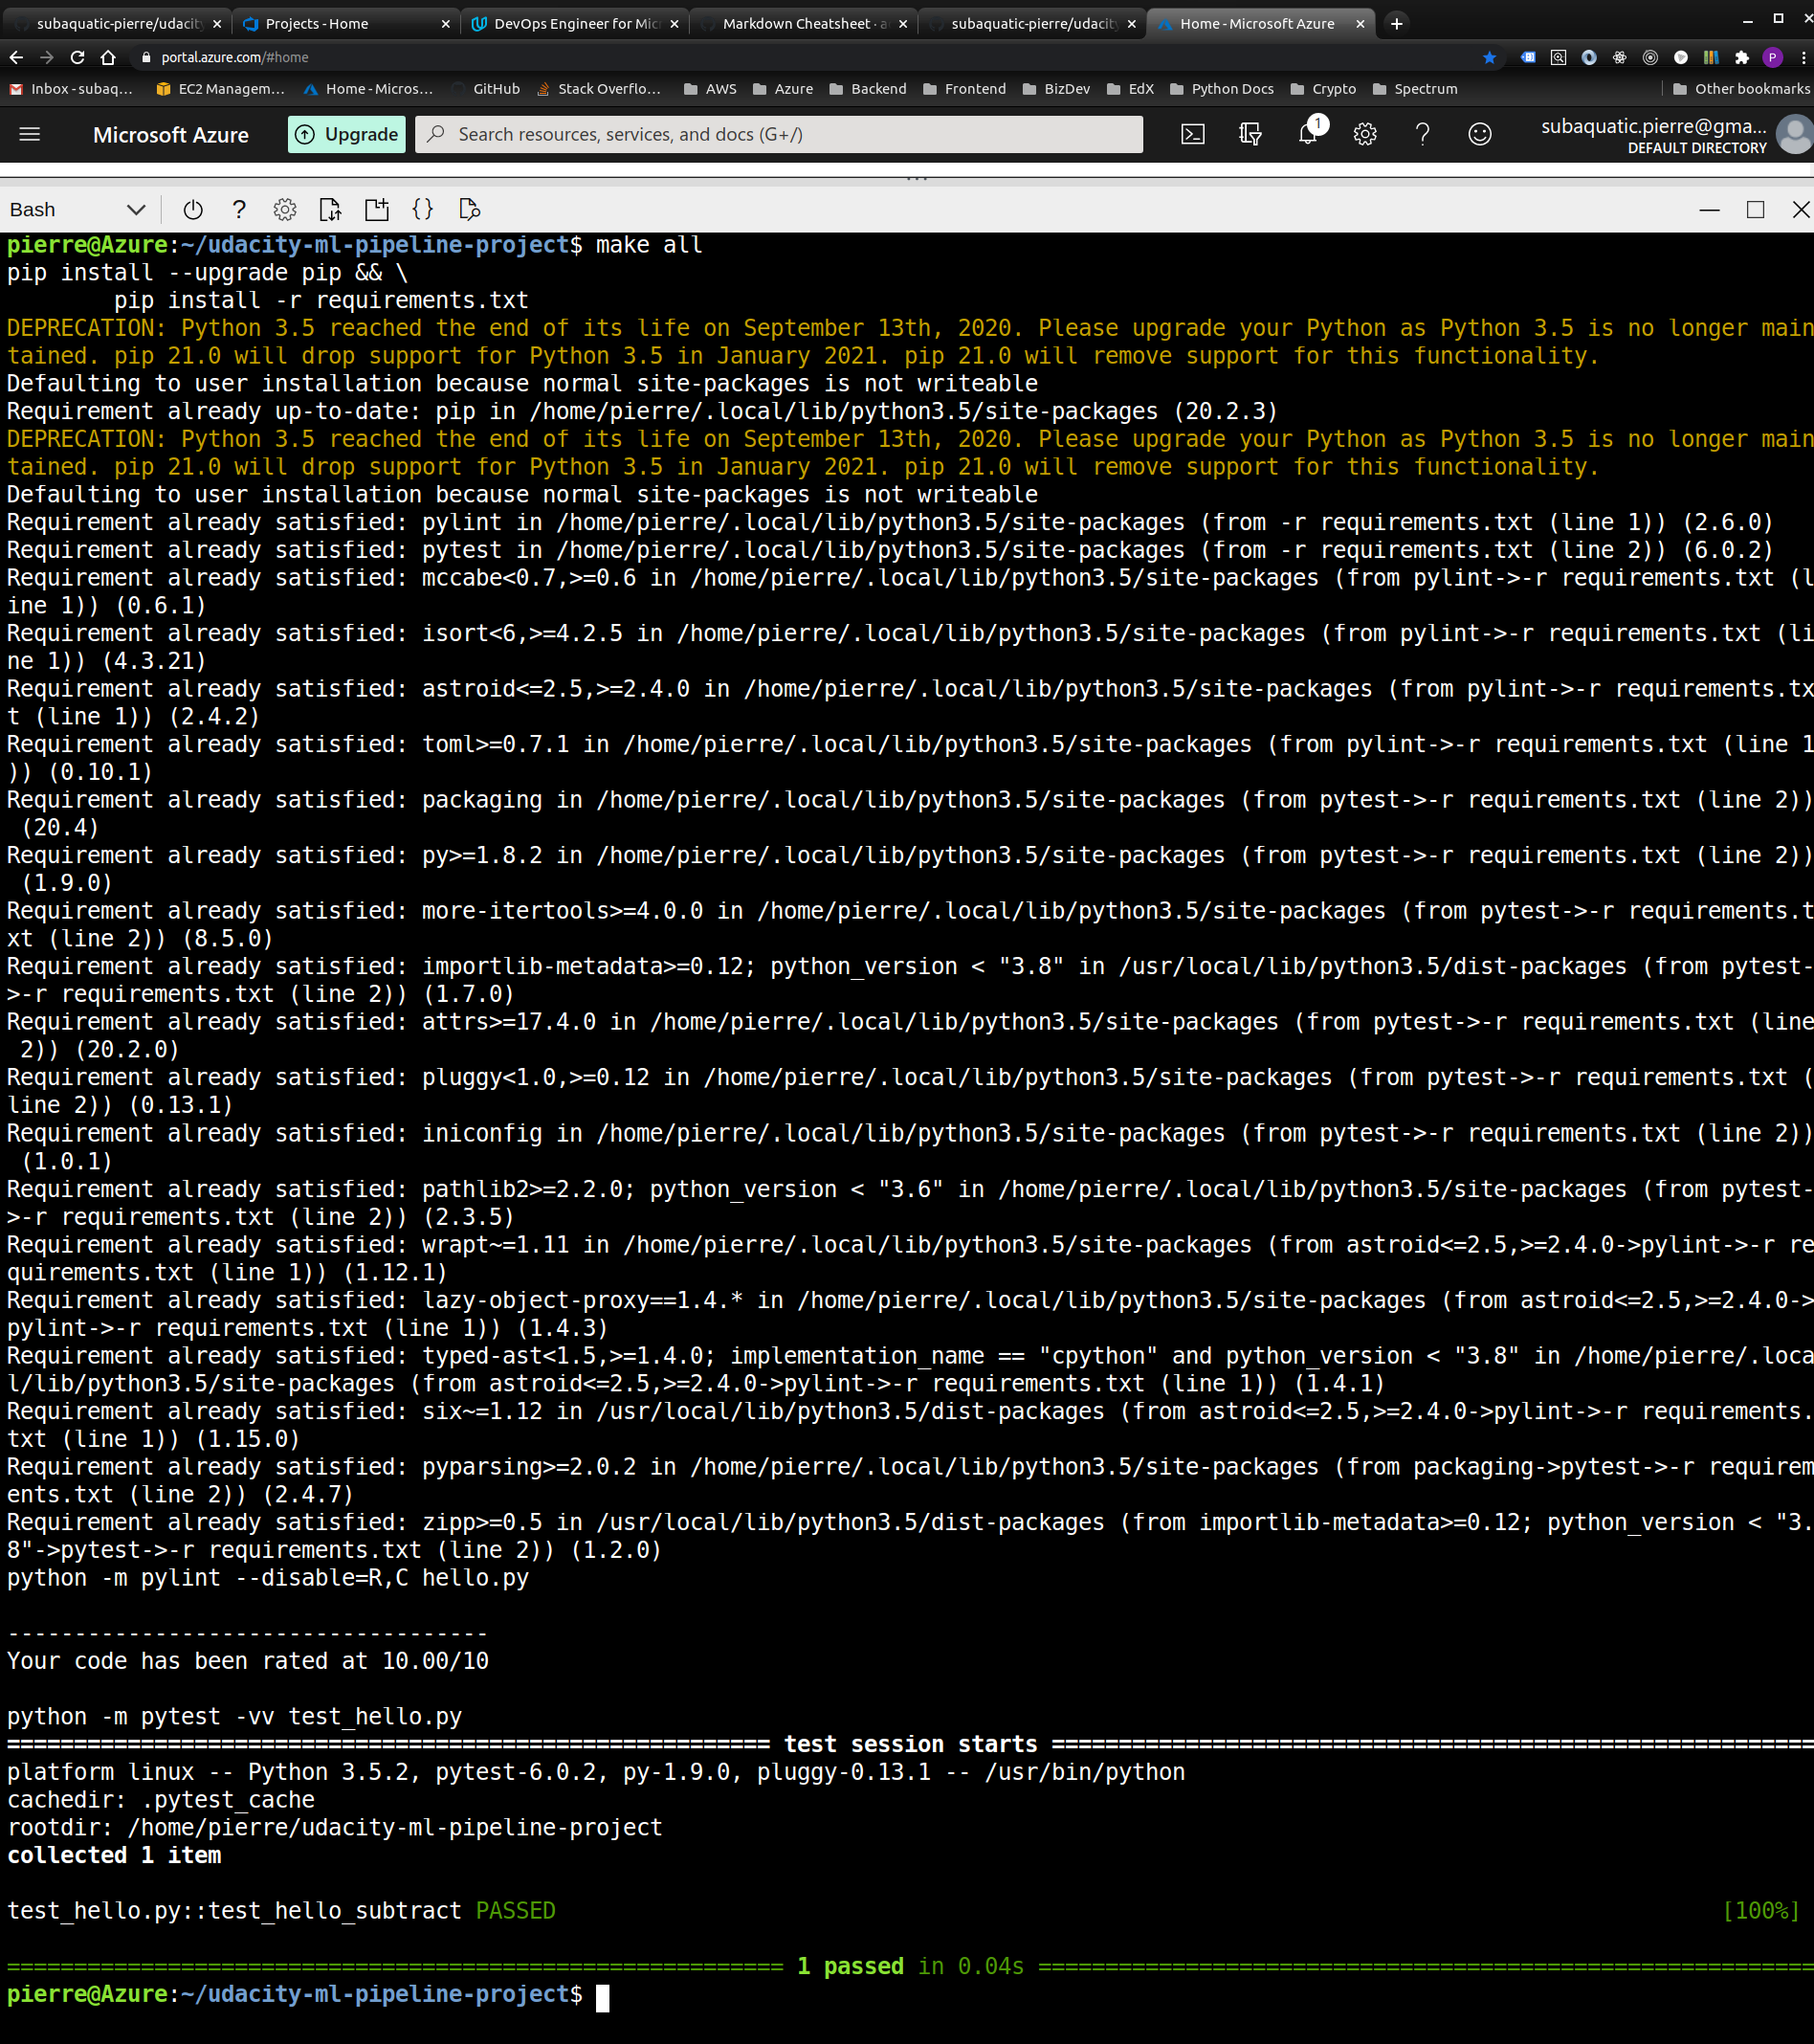 subaquatic-pierre/udacity
Projects - Home
DevOps Engineer for Mic
Markdown Cheatsheet · a
subaquatic-pierre/udacity
Home - Microsoft Azure
portal.azure.com/#home
P
Inbox - subaq...
EC2 Managem...
Home - Micros...
GitHub
Stack Overflo...
AWS
Azure
Backend
Frontend
BizDev
EdX
Python Docs
Crypto
Spectrum
Other bookmarks
Microsoft Azure
Upgrade
Search resources, services, and docs (G+/)
1
subaquatic.pierre@gma...
DEFAULT DIRECTORY
Bash
pierre@Azure:~/udacity-ml-pipeline-project$ make all
pip install --upgrade pip && \
pip install -r requirements.txt
DEPRECATION: Python 3.5 reached the end of its life on September 13th, 2020. Please upgrade your Python as Python 3.5 is no longer main
tained. pip 21.0 will drop support for Python 3.5 in January 2021. pip 21.0 will remove support for this functionality.
Defaulting to user installation because normal site-packages is not writeable
Requirement already up-to-date: pip in /home/pierre/.local/lib/python3.5/site-packages (20.2.3)
DEPRECATION: Python 3.5 reached the end of its life on September 13th, 2020. Please upgrade your Python as Python 3.5 is no longer main
tained. pip 21.0 will drop support for Python 3.5 in January 2021. pip 21.0 will remove support for this functionality.
Defaulting to user installation because normal site-packages is not writeable
Requirement already satisfied: pylint in /home/pierre/.local/lib/python3.5/site-packages (from -r requirements.txt (line 1)) (2.6.0)
Requirement already satisfied: pytest in /home/pierre/.local/lib/python3.5/site-packages (from -r requirements.txt (line 2)) (6.0.2)
Requirement already satisfied: mccabe<0.7,>=0.6 in /home/pierre/.local/lib/python3.5/site-packages (from pylint->-r requirements.txt (l
ine 1)) (0.6.1)
Requirement already satisfied: isort<6,>=4.2.5 in /home/pierre/.local/lib/python3.5/site-packages (from pylint->-r requirements.txt (li
ne 1)) (4.3.21)
Requirement already satisfied: astroid<=2.5,>=2.4.0 in /home/pierre/.local/lib/python3.5/site-packages (from pylint->-r requirements.tx
t (line 1)) (2.4.2)
Requirement already satisfied: toml>=0.7.1 in /home/pierre/.local/lib/python3.5/site-packages (from pylint->-r requirements.txt (line 1
)) (0.10.1)
Requirement already satisfied: packaging in /home/pierre/.local/lib/python3.5/site-packages (from pytest->-r requirements.txt (line 2))
(20.4)
Requirement already satisfied: py>=1.8.2 in /home/pierre/.local/lib/python3.5/site-packages (from pytest->-r requirements.txt (line 2))
(1.9.0)
Requirement already satisfied: more-itertools>=4.0.0 in /home/pierre/.local/lib/python3.5/site-packages (from pytest->-r requirements.t
xt (line 2)) (8.5.0)
Requirement already satisfied: importlib-metadata>=0.12; python_version < "3.8" in /usr/local/lib/python3.5/dist-packages (from pytest-
>-r requirements.txt (line 2)) (1.7.0)
Requirement already satisfied: attrs>=17.4.0 in /home/pierre/.local/lib/python3.5/site-packages (from pytest->-r requirements.txt (line
2)) (20.2.0)
Requirement already satisfied: pluggy<1.0,>=0.12 in /home/pierre/.local/lib/python3.5/site-packages (from pytest->-r requirements.txt (
line 2)) (0.13.1)
Requirement already satisfied: iniconfig in /home/pierre/.local/lib/python3.5/site-packages (from pytest->-r requirements.txt (line 2))
(1.0.1)
Requirement already satisfied: pathlib2>=2.2.0; python_version < "3.6" in /home/pierre/.local/lib/python3.5/site-packages (from pytest-
>-r requirements.txt (line 2)) (2.3.5)
Requirement already satisfied: wrapt~=1.11 in /home/pierre/.local/lib/python3.5/site-packages (from astroid<=2.5,>=2.4.0->pylint->-r re
quirements.txt (line 1)) (1.12.1)
Requirement already satisfied: lazy-object-proxy==1.4.* in /home/pierre/.local/lib/python3.5/site-packages (from astroid<=2.5,>=2.4.0->
pylint->-r requirements.txt (line 1)) (1.4.3)
Requirement already satisfied: typed-ast<1.5,>=1.4.0; implementation_name == "cpython" and python_version < "3.8" in /home/pierre/.loca
l/lib/python3.5/site-packages (from astroid<=2.5,>=2.4.0->pylint->-r requirements.txt (line 1)) (1.4.1)
Requirement already satisfied: six~=1.12 in /usr/local/lib/python3.5/dist-packages (from astroid<=2.5,>=2.4.0->pylint->-r requirements.
txt (line 1)) (1.15.0)
Requirement already satisfied: pyparsing>=2.0.2 in /home/pierre/.local/lib/python3.5/site-packages (from packaging->pytest->-r requirem
ents.txt (line 2)) (2.4.7)
Requirement already satisfied: zipp>=0.5 in /usr/local/lib/python3.5/dist-packages (from importlib-metadata>=0.12; python_version < "3.
8"->pytest->-r requirements.txt (line 2)) (1.2.0)
python -m pylint --disable=R,C hello.py
------------------------------------
Your code has been rated at 10.00/10
python -m pytest -vv test_hello.py
========================================================= test session starts =========================================================
platform linux -- Python 3.5.2, pytest-6.0.2, py-1.9.0, pluggy-0.13.1 -- /usr/bin/python
cachedir: .pytest_cache
rootdir: /home/pierre/udacity-ml-pipeline-project
collected 1 item
test_hello.py::test_hello_subtract PASSED [100%]
========================================================== 1 passed in 0.04s ==========================================================
pierre@Azure:~/udacity-ml-pipeline-project$